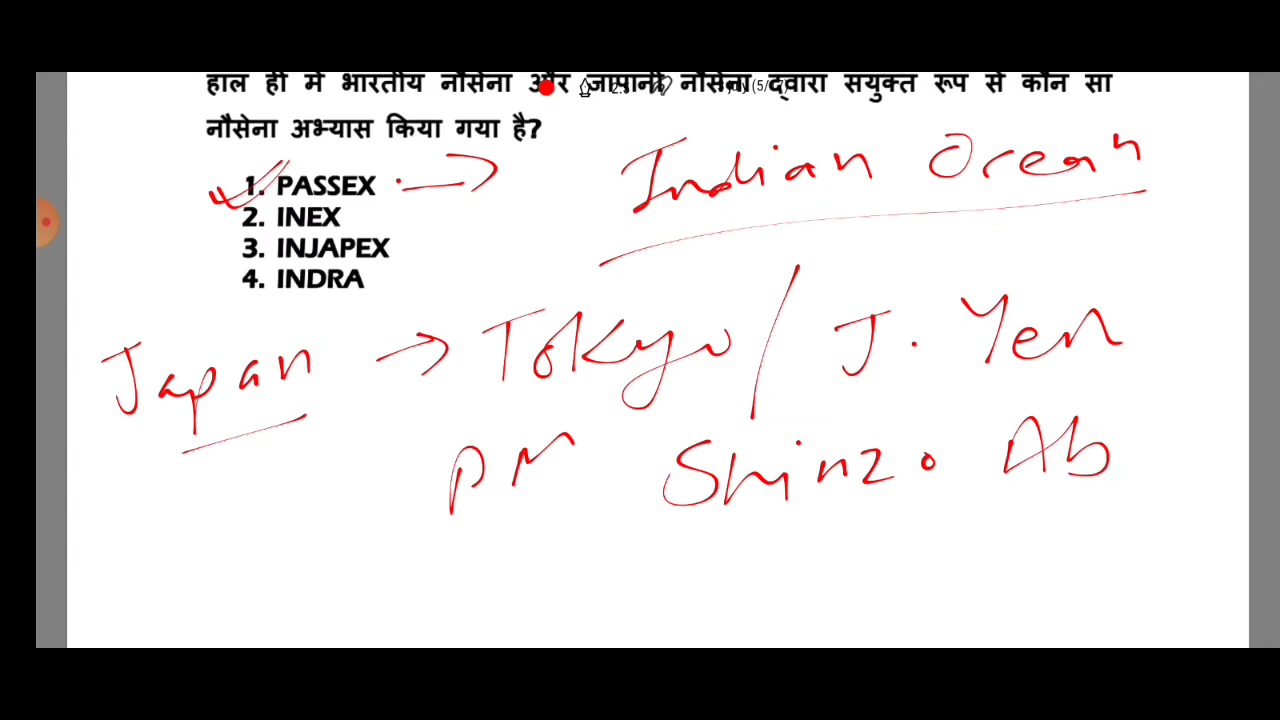 हाल ही में भारतीय नौसेना और जापानी नौसेना द्वारा सयुक्त रूप से कौन सा
नौसेना अभ्यास किया गया है?
1. PASSEX → Indian Ocean
2. INEX
3. INJAPEX
4. INDRA
Japan → Tokyo / J. Yen
PM Shinzo Ab